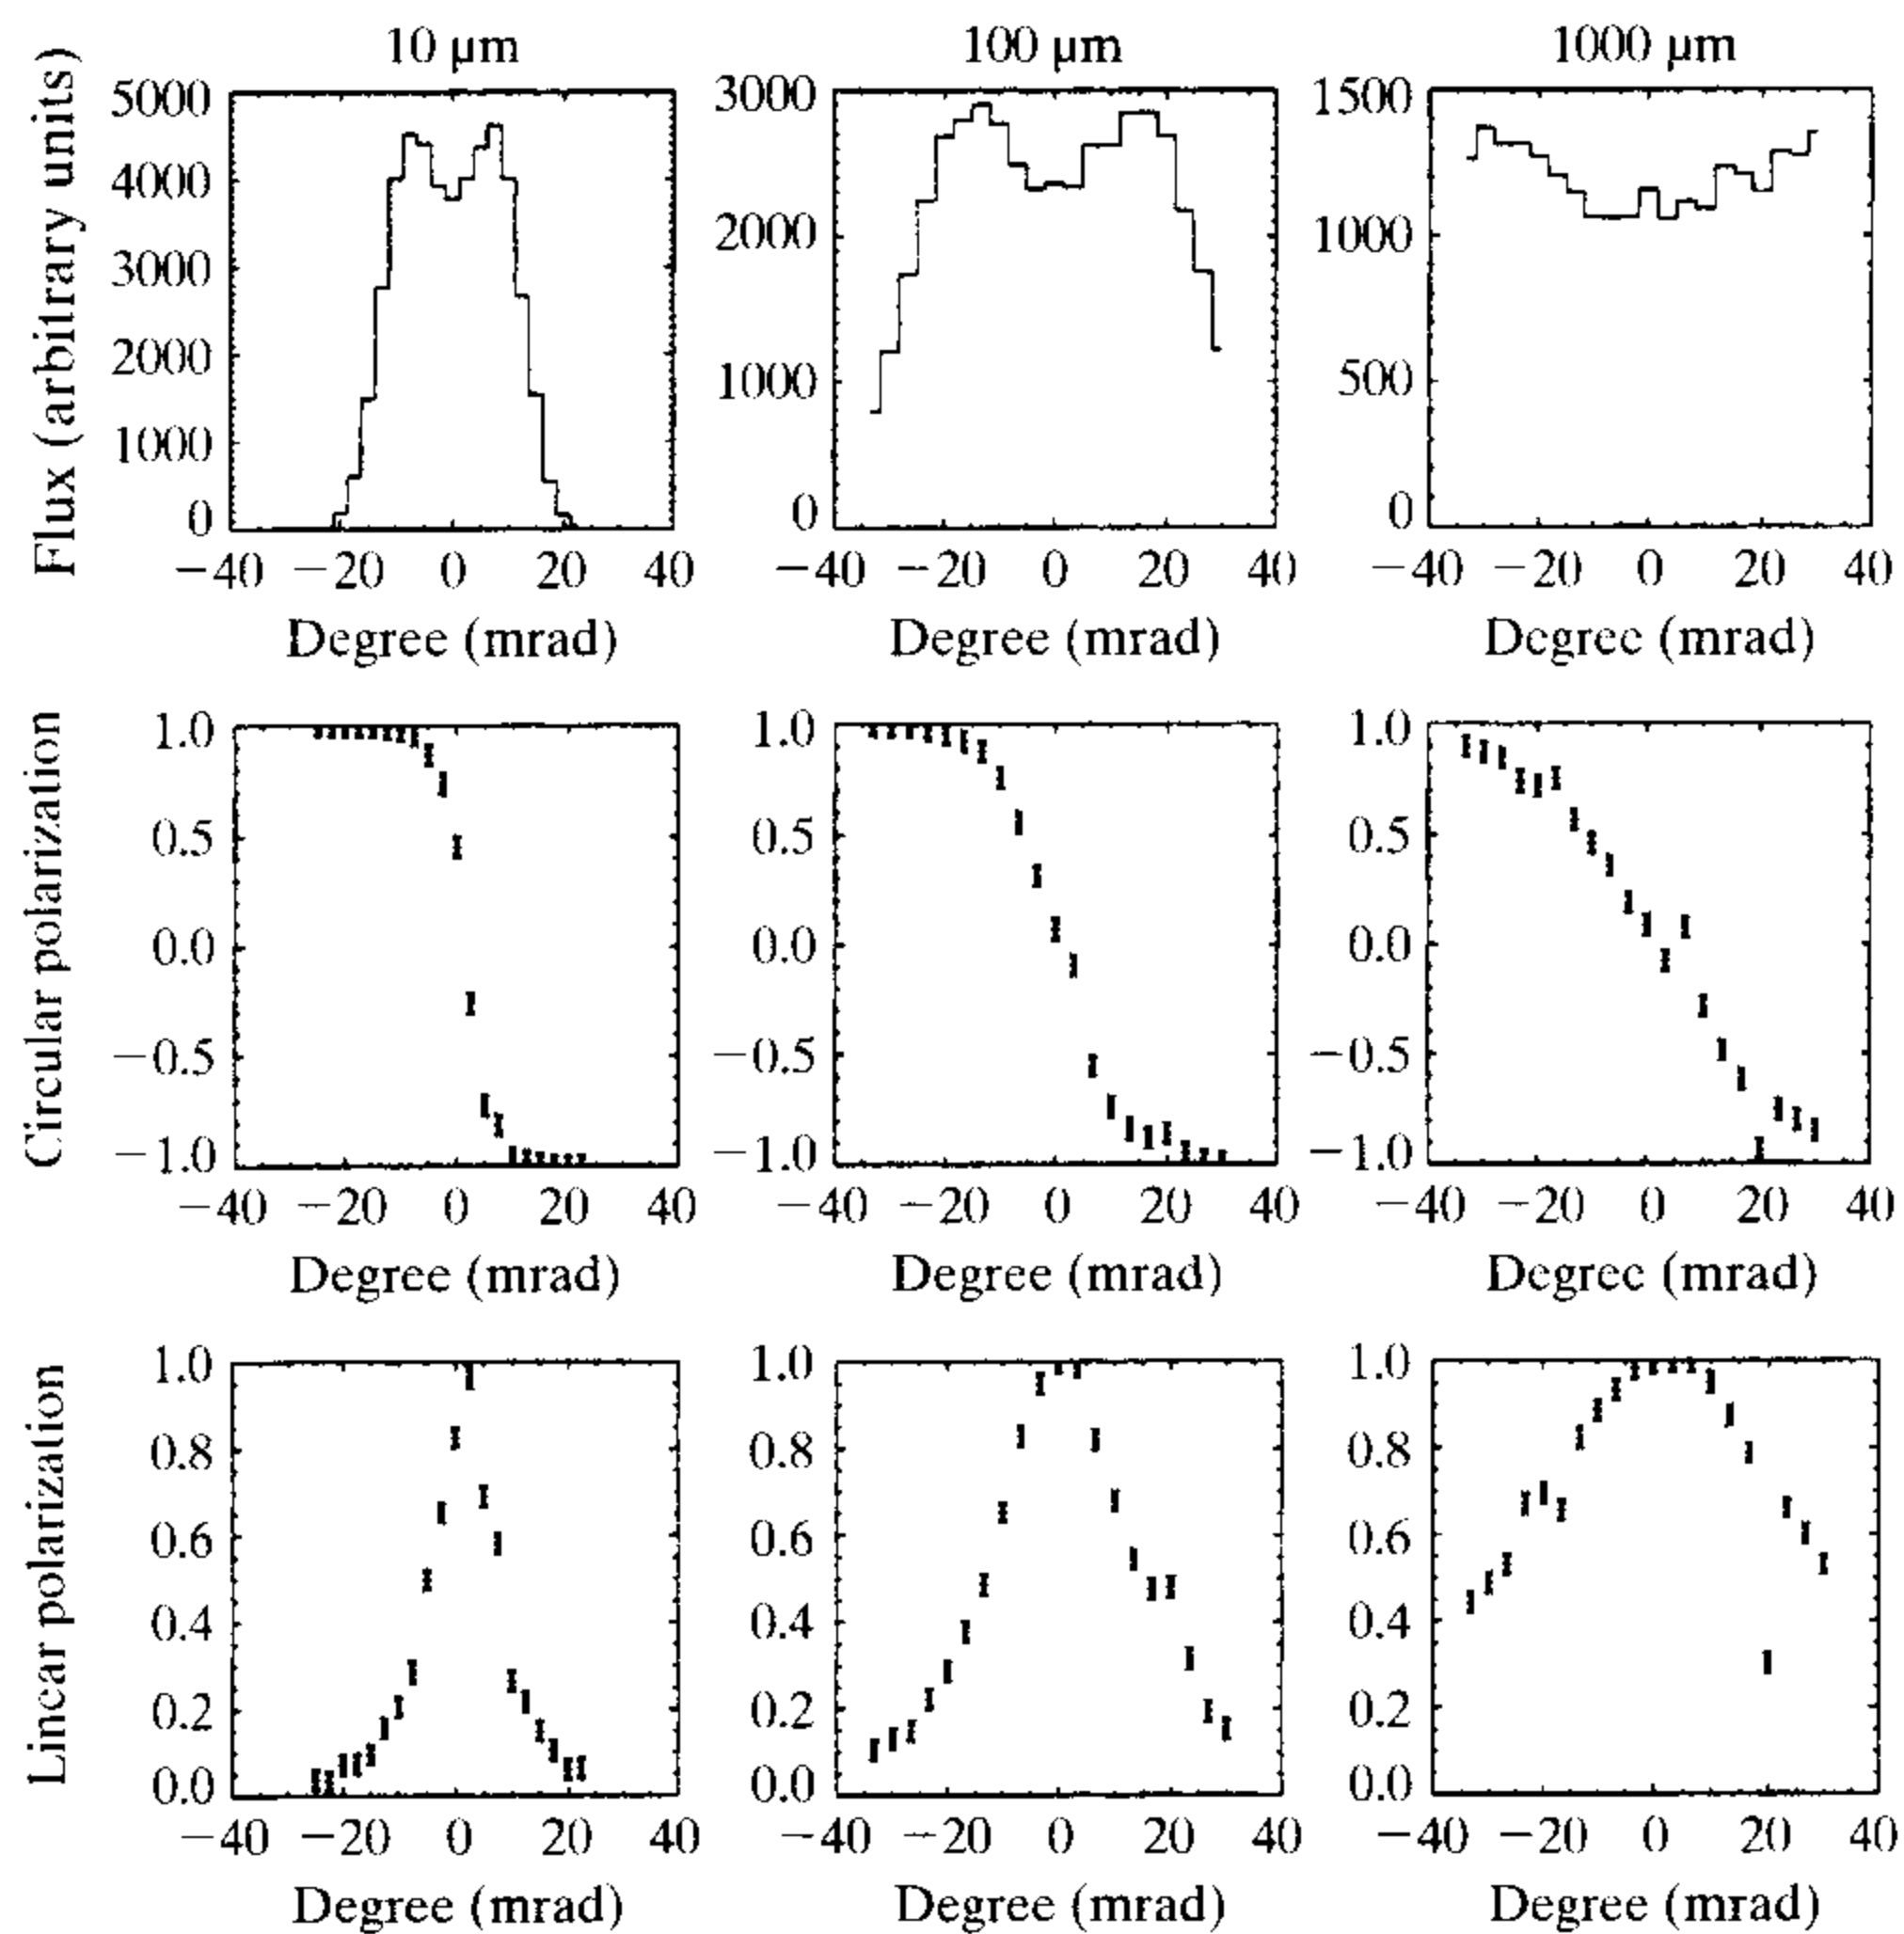 10 μm 100 μm 1000 μm
Flux (arbitrary units)
5000
4000
3000
2000
1000
0
−40 −20 0 20 40
Degree (mrad)
3000
2000
1000
0
−40 −20 0 20 40
Degree (mrad)
1500
1000
500
0
−40 −20 0 20 40
Degree (mrad)
Circular polarization
1.0
0.5
0.0
−0.5
−1.0
−40 −20 0 20 40
Degree (mrad)
1.0
0.5
0.0
−0.5
−1.0
−40 −20 0 20 40
Degree (mrad)
1.0
0.5
0.0
−0.5
−1.0
−40 −20 0 20 40
Degree (mrad)
Linear polarization
1.0
0.8
0.6
0.4
0.2
0.0
−40 −20 0 20 40
Degree (mrad)
1.0
0.8
0.6
0.4
0.2
0.0
−40 −20 0 20 40
Degree (mrad)
1.0
0.8
0.6
0.4
0.2
0.0
−40 −20 0 20 40
Degree (mrad)